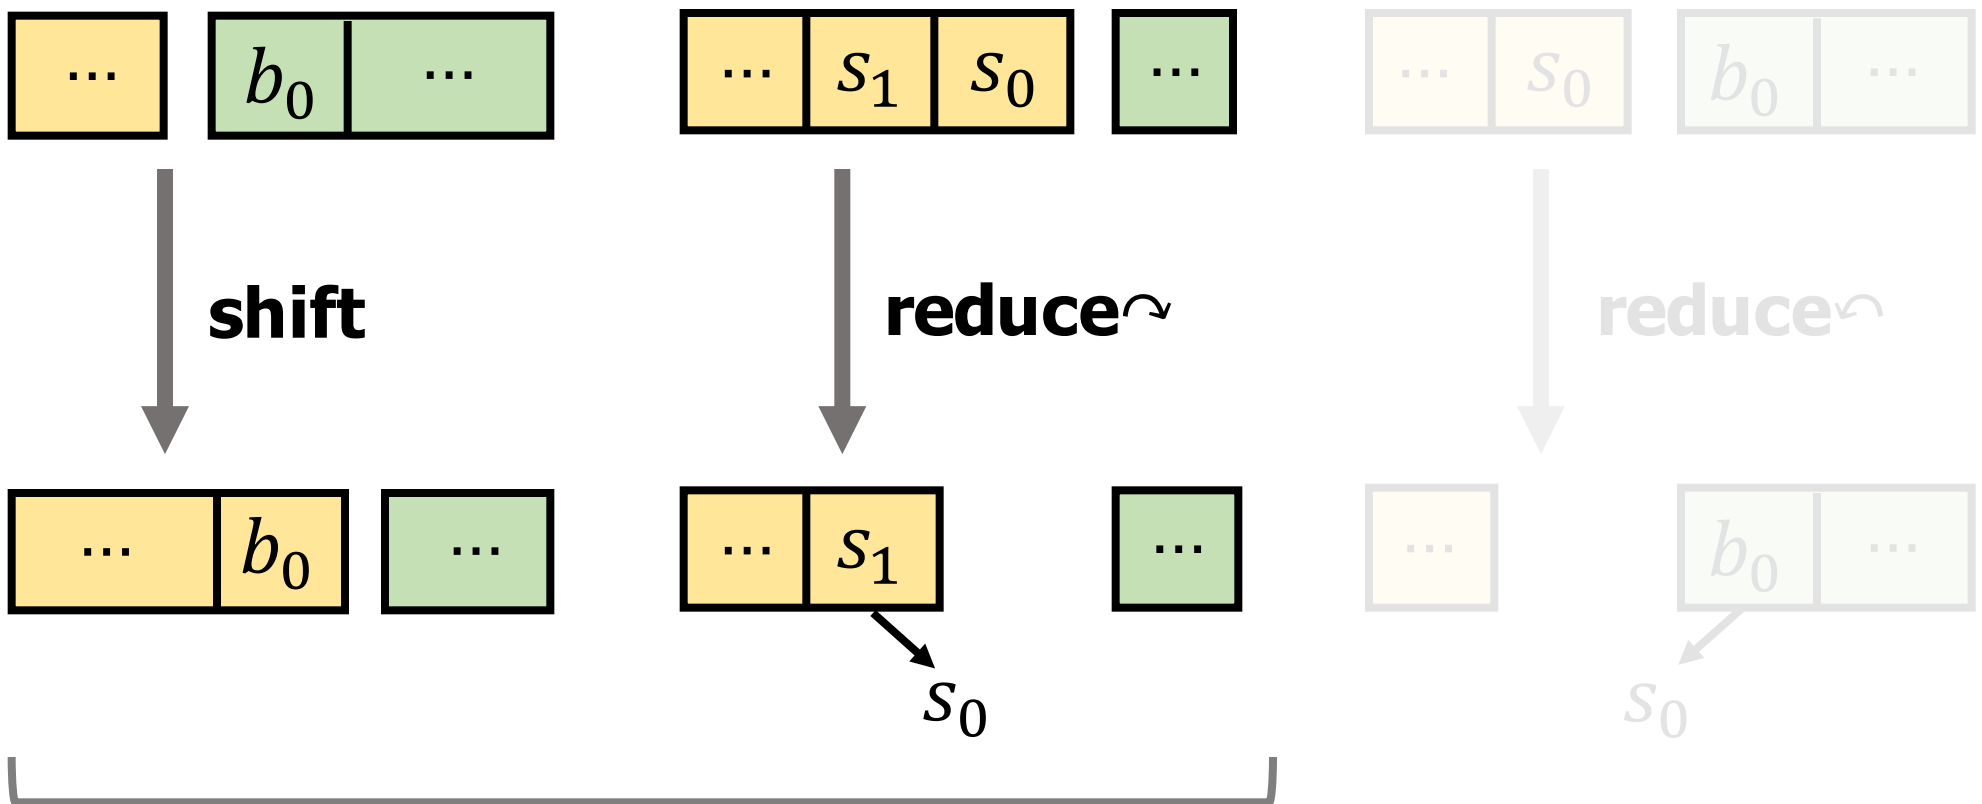 ... b₀ ... ... s₁ s₀ ... ... s₀ b₀ ...
shift reduce↷ reduce↶
... b₀ ... ... s₁ ... ... b₀ ...
s₀ s₀